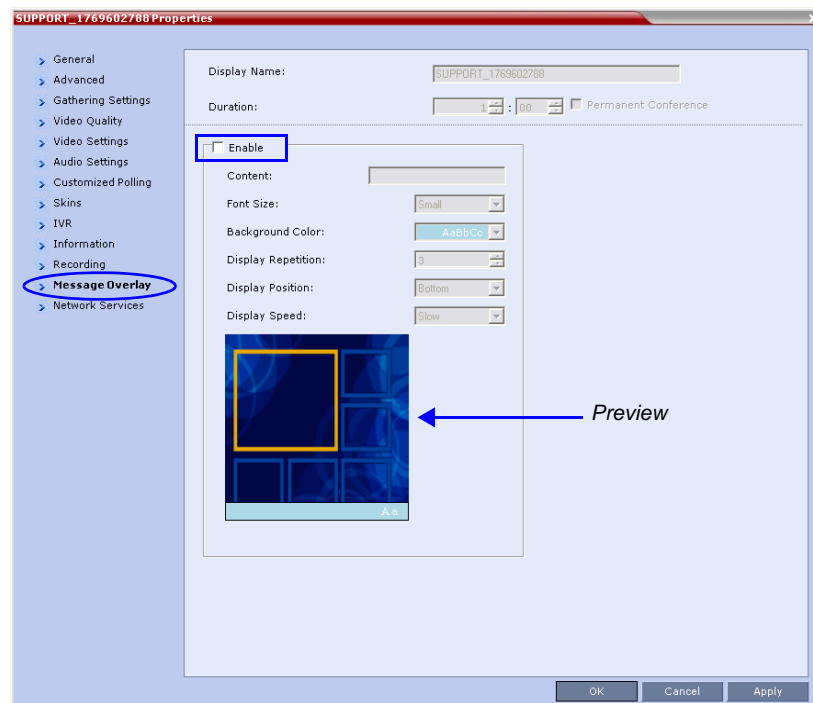 SUPPORT_1769602788 Properties
General
Advanced
Gathering Settings
Video Quality
Video Settings
Audio Settings
Customized Polling
Skins
IVR
Information
Recording
Message Overlay
Network Services
Display Name: SUPPORT_1769602788
Duration: 1 : 00 Permanent Conference
Enable
Content:
Font Size: Small
Background Color: AaBbCc
Display Repetition: 3
Display Position: Bottom
Display Speed: Slow
Preview
Aa
OK Cancel Apply